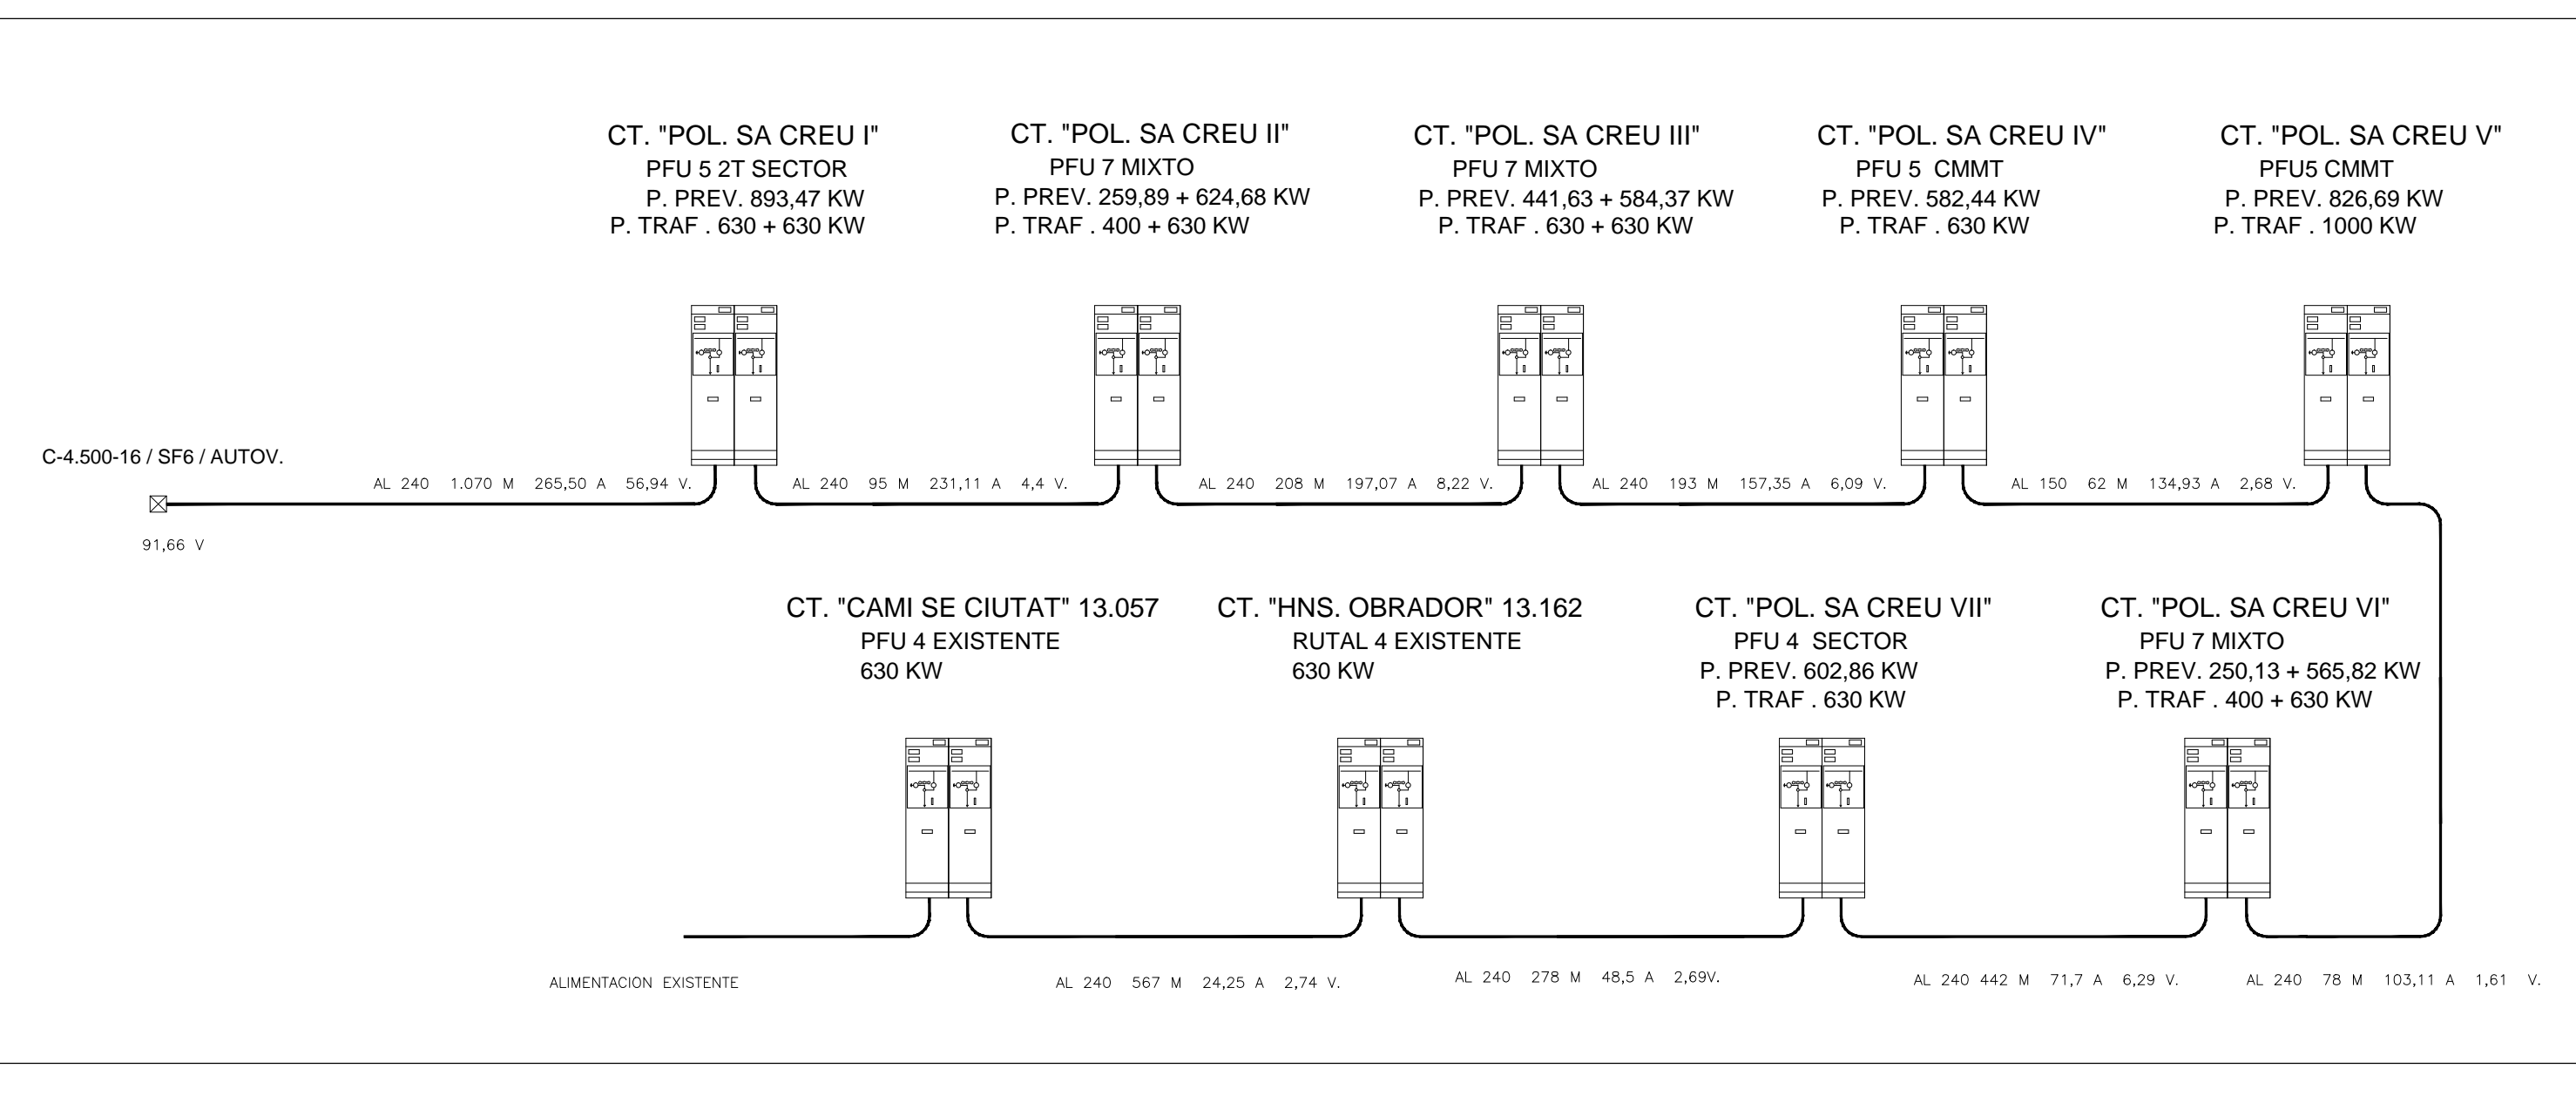 CT. "POL. SA CREU I"
PFU 5 2T SECTOR
P. PREV. 893,47 KW
P. TRAF . 630 + 630 KW
CT. "POL. SA CREU II"
PFU 7 MIXTO
P. PREV. 259,89 + 624,68 KW
P. TRAF . 400 + 630 KW
CT. "POL. SA CREU III"
PFU 7 MIXTO
P. PREV. 441,63 + 584,37 KW
P. TRAF . 630 + 630 KW
CT. "POL. SA CREU IV"
PFU 5 CMMT
P. PREV. 582,44 KW
P. TRAF . 630 KW
CT. "POL. SA CREU V"
PFU5 CMMT
P. PREV. 826,69 KW
P. TRAF . 1000 KW
C-4.500-16 / SF6 / AUTOV.
AL 240 1.070 M 265,50 A 56,94 V.
AL 240 95 M 231,11 A 4,4 V.
AL 240 208 M 197,07 A 8,22 V.
AL 240 193 M 157,35 A 6,09 V.
AL 150 62 M 134,93 A 2,68 V.
91,66 V
CT. "CAMI SE CIUTAT" 13.057
PFU 4 EXISTENTE
630 KW
CT. "HNS. OBRADOR" 13.162
RUTAL 4 EXISTENTE
630 KW
CT. "POL. SA CREU VII"
PFU 4 SECTOR
P. PREV. 602,86 KW
P. TRAF . 630 KW
CT. "POL. SA CREU VI"
PFU 7 MIXTO
P. PREV. 250,13 + 565,82 KW
P. TRAF . 400 + 630 KW
ALIMENTACION EXISTENTE
AL 240 567 M 24,25 A 2,74 V.
AL 240 278 M 48,5 A 2,69V.
AL 240 442 M 71,7 A 6,29 V.
AL 240 78 M 103,11 A 1,61 V.